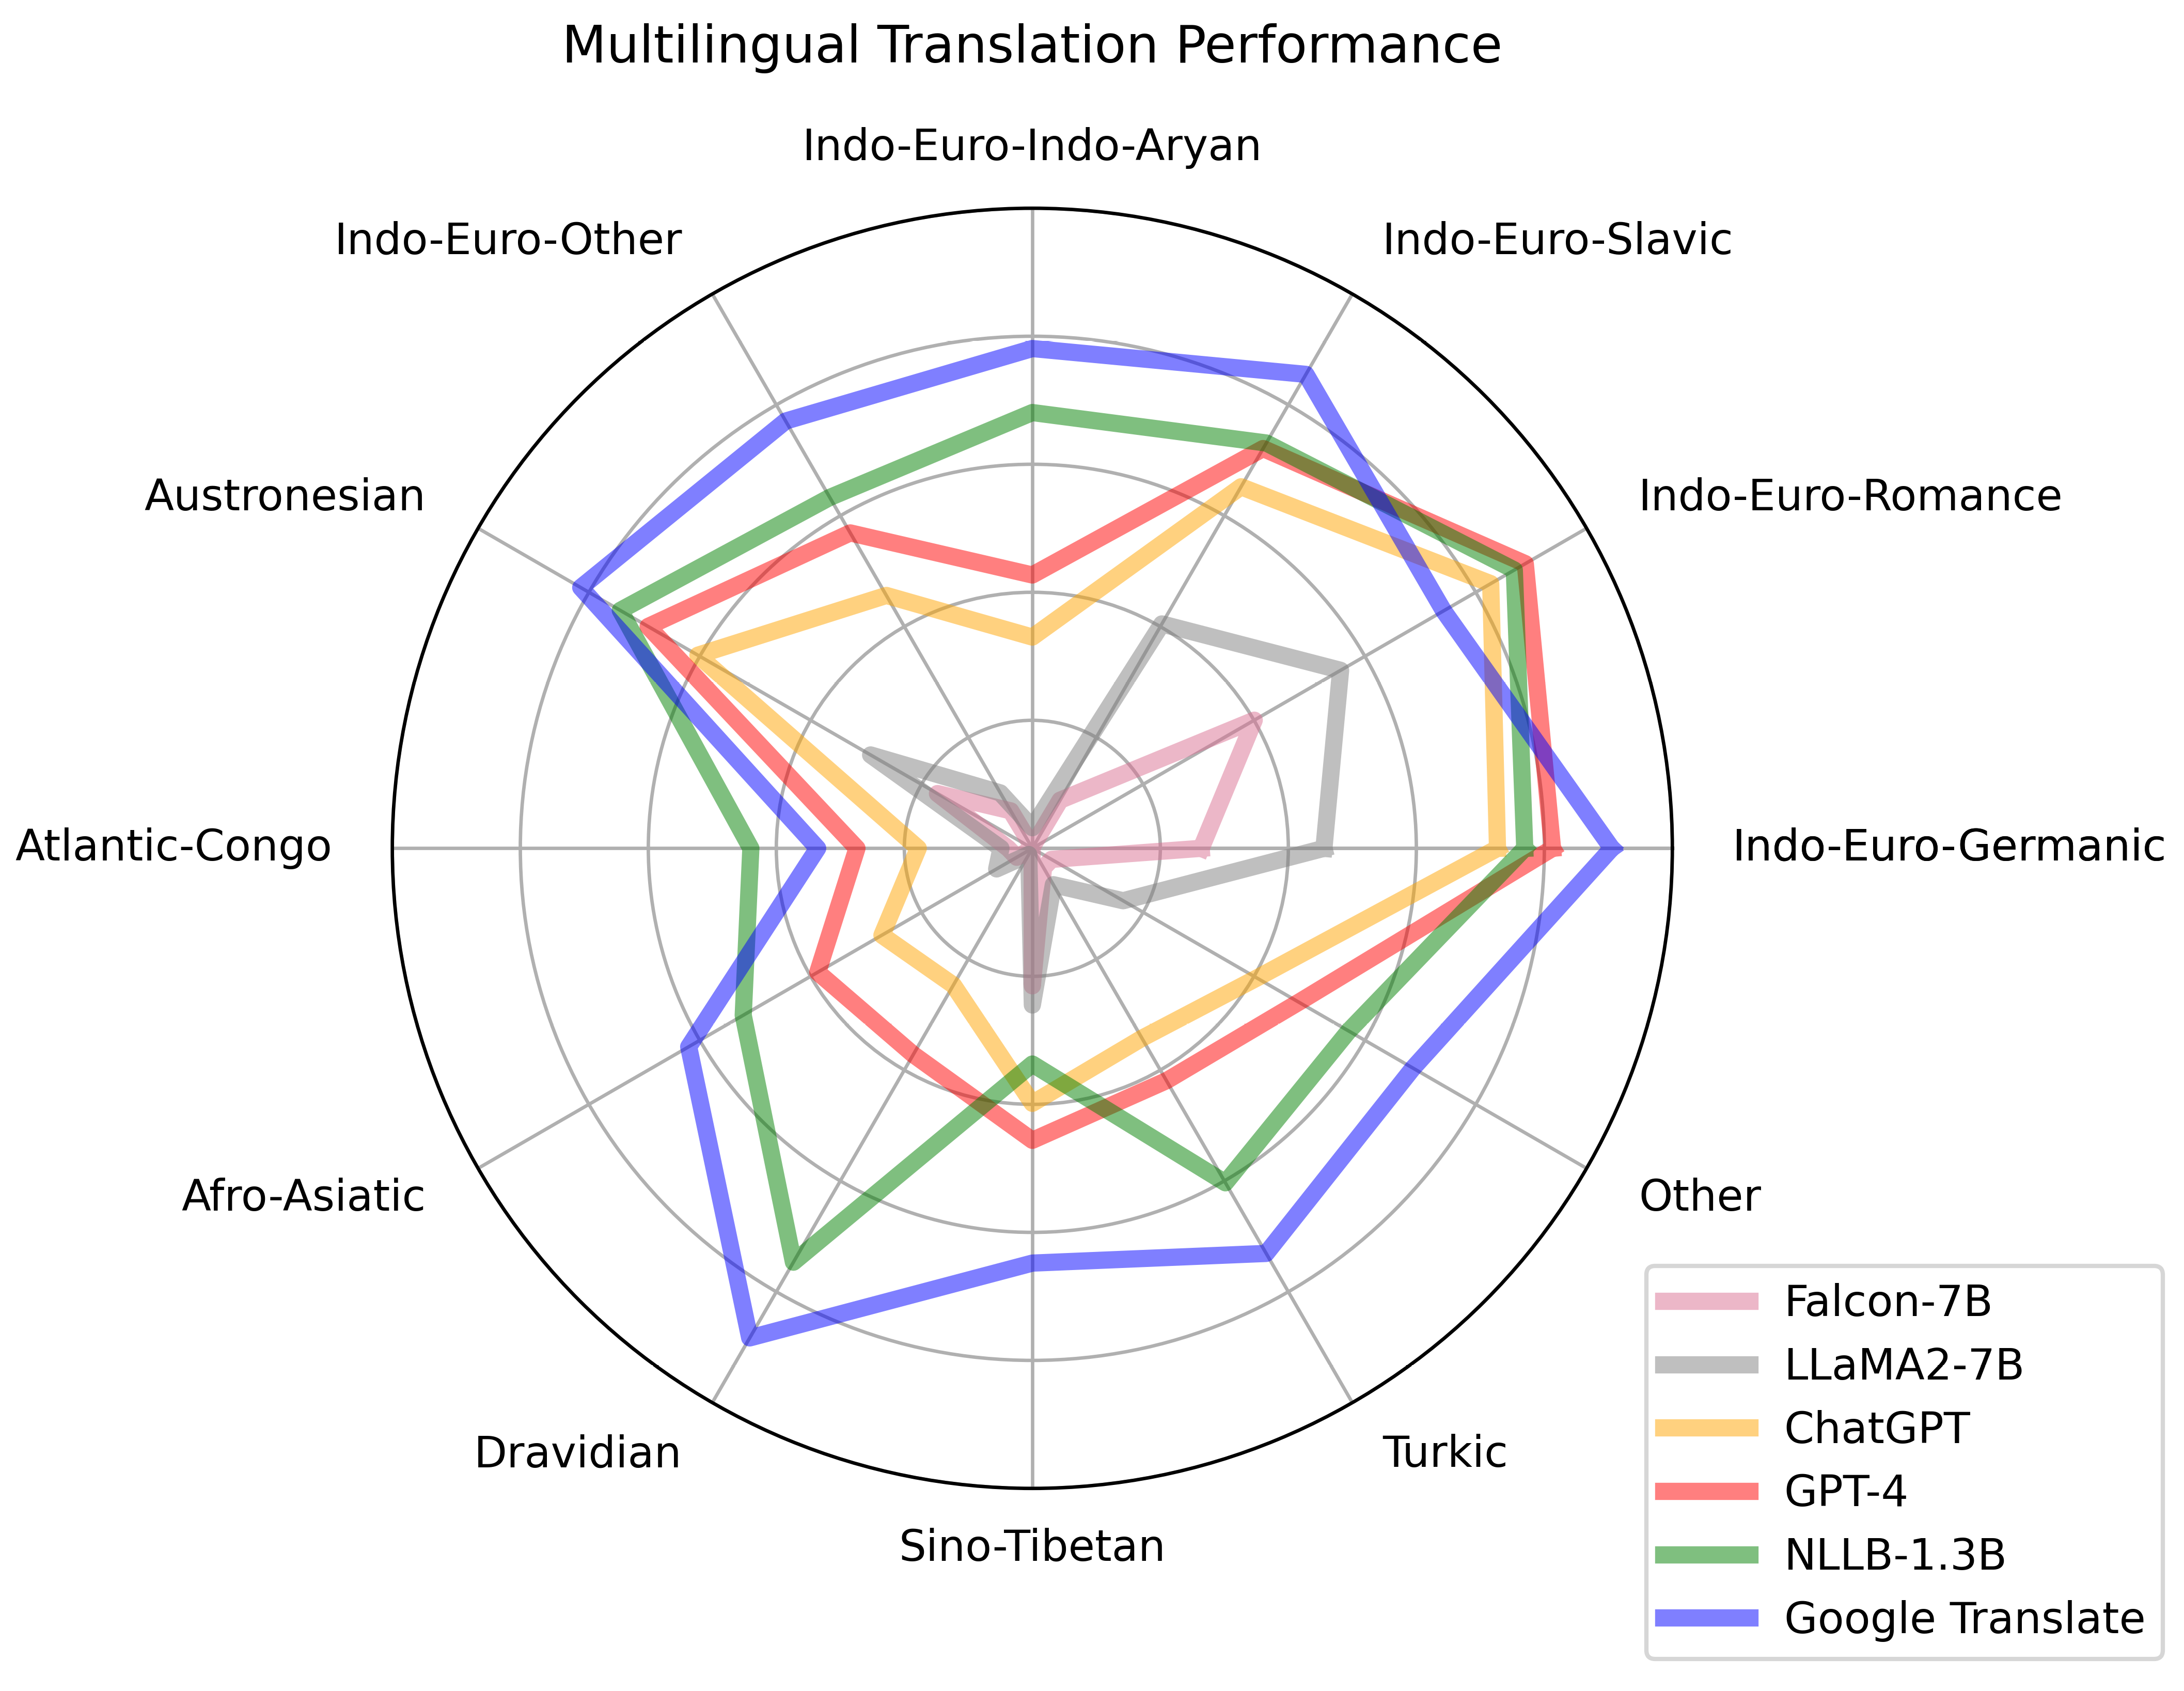 Multilingual Translation Performance
Indo-Euro-Indo-Aryan
Indo-Euro-Other
Indo-Euro-Slavic
Austronesian
Indo-Euro-Romance
Atlantic-Congo
Indo-Euro-Germanic
Afro-Asiatic
Other
Dravidian
Turkic
Sino-Tibetan
Falcon-7B
LLaMA2-7B
ChatGPT
GPT-4
NLLB-1.3B
Google Translate